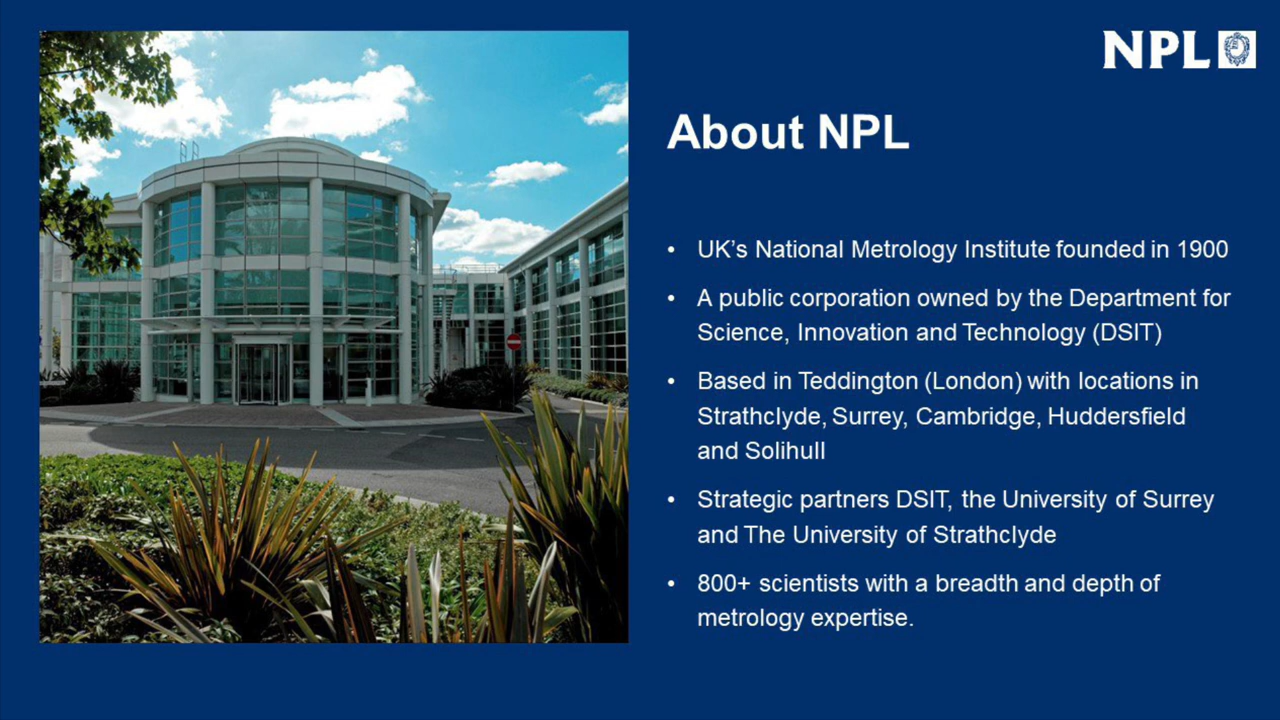 NPL
About NPL
• UK’s National Metrology Institute founded in 1900
• A public corporation owned by the Department for
Science, Innovation and Technology (DSIT)
• Based in Teddington (London) with locations in
Strathclyde, Surrey, Cambridge, Huddersfield
and Solihull
• Strategic partners DSIT, the University of Surrey
and The University of Strathclyde
• 800+ scientists with a breadth and depth of
metrology expertise.